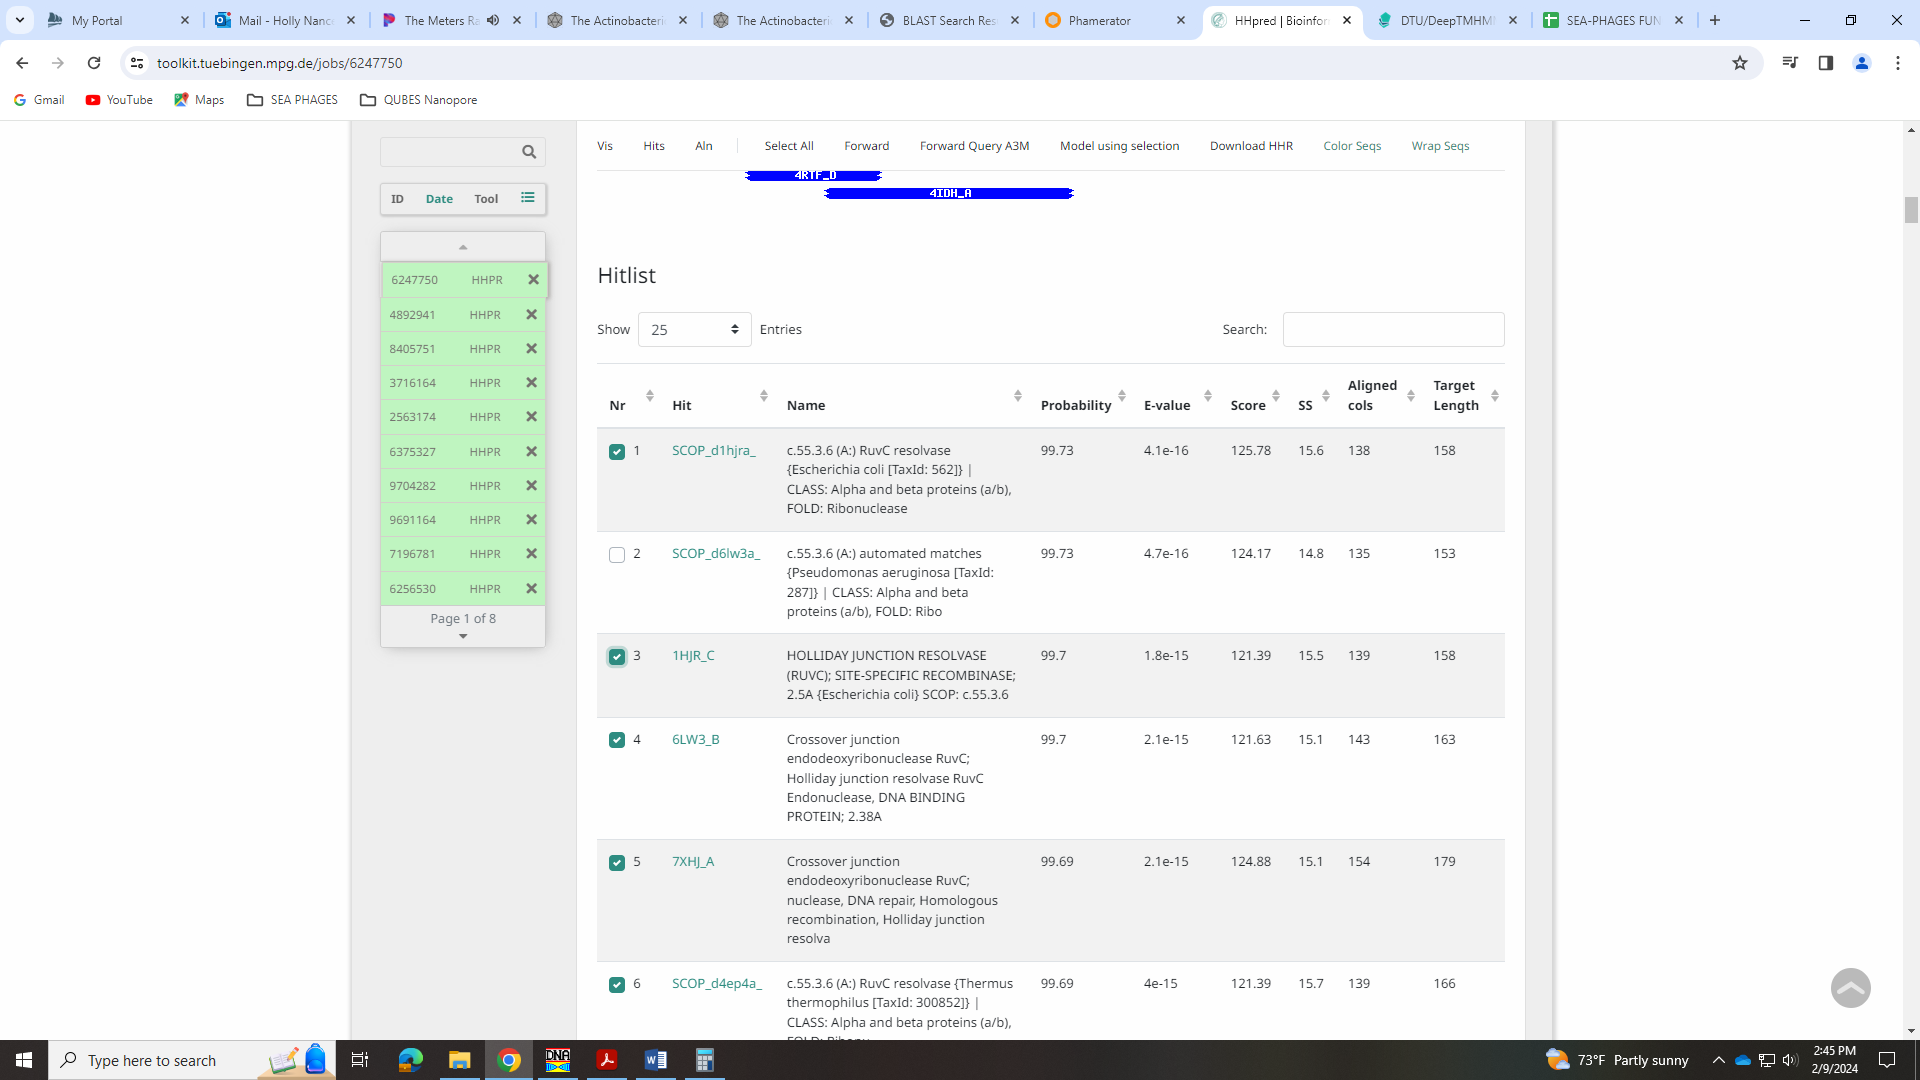 My Portal
Mail - Holly Nance
The Meters Ra
The Actinobacteri
The Actinobacteri
BLAST Search Res
Phamerator
HHpred | Bioinfor
DTU/DeepTMHM
SEA-PHAGES FUN
toolkit.tuebingen.mpg.de/jobs/6247750
Gmail
YouTube
Maps
SEA PHAGES
QUBES Nanopore
Vis Hits Aln Select All Forward Forward Query A3M Model using selection Download HHR Color Seqs Wrap Seqs
4RTF_D
4IDH_A
ID Date Tool
6247750 HHPR
4892941 HHPR
8405751 HHPR
3716164 HHPR
2563174 HHPR
6375327 HHPR
9704282 HHPR
9691164 HHPR
7196781 HHPR
6256530 HHPR
Page 1 of 8
Hitlist
Show 25 Entries Search:
Nr Hit Name Probability E-value Score SS Aligned cols Target Length
1 SCOP_d1hjra_ c.55.3.6 (A:) RuvC resolvase 99.73 4.1e-16 125.78 15.6 138 158
{Escherichia coli [TaxId: 562]} |
CLASS: Alpha and beta proteins (a/b),
FOLD: Ribonuclease
2 SCOP_d6lw3a_ c.55.3.6 (A:) automated matches 99.73 4.7e-16 124.17 14.8 135 153
{Pseudomonas aeruginosa [TaxId:
287]} | CLASS: Alpha and beta
proteins (a/b), FOLD: Ribo
3 1HJR_C HOLLIDAY JUNCTION RESOLVASE 99.7 1.8e-15 121.39 15.5 139 158
(RUVC); SITE-SPECIFIC RECOMBINASE;
2.5A {Escherichia coli} SCOP: c.55.3.6
4 6LW3_B Crossover junction 99.7 2.1e-15 121.63 15.1 143 163
endodeoxyribonuclease RuvC;
Holliday junction resolvase RuvC
Endonuclease, DNA BINDING
PROTEIN; 2.38A
5 7XHJ_A Crossover junction 99.69 2.1e-15 124.88 15.1 154 179
endodeoxyribonuclease RuvC;
nuclease, DNA repair, Homologous
recombination, Holliday junction
resolva
6 SCOP_d4ep4a_ c.55.3.6 (A:) RuvC resolvase {Thermus 99.69 4e-15 121.39 15.7 139 166
thermophilus [TaxId: 300852]} |
CLASS: Alpha and beta proteins (a/b),
FOLD: Ribonu
Type here to search
DNA
73°F Partly sunny
2:45 PM
2/9/2024